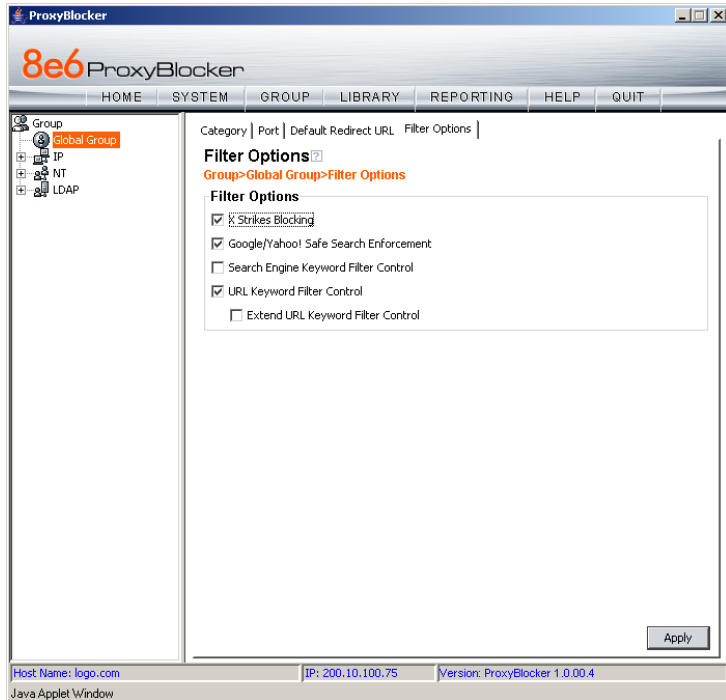 ProxyBlocker
8e6 ProxyBlocker
HOME SYSTEM GROUP LIBRARY REPORTING HELP QUIT
Group
Global Group
IP
NT
LDAP
Category Port Default Redirect URL Filter Options
Filter Options ?
Group>Global Group>Filter Options
Filter Options
X Strikes Blocking
Google/Yahoo! Safe Search Enforcement
Search Engine Keyword Filter Control
URL Keyword Filter Control
Extend URL Keyword Filter Control
Apply
Host Name: logo.com IP: 200.10.100.75 Version: ProxyBlocker 1.0.00.4
Java Applet Window